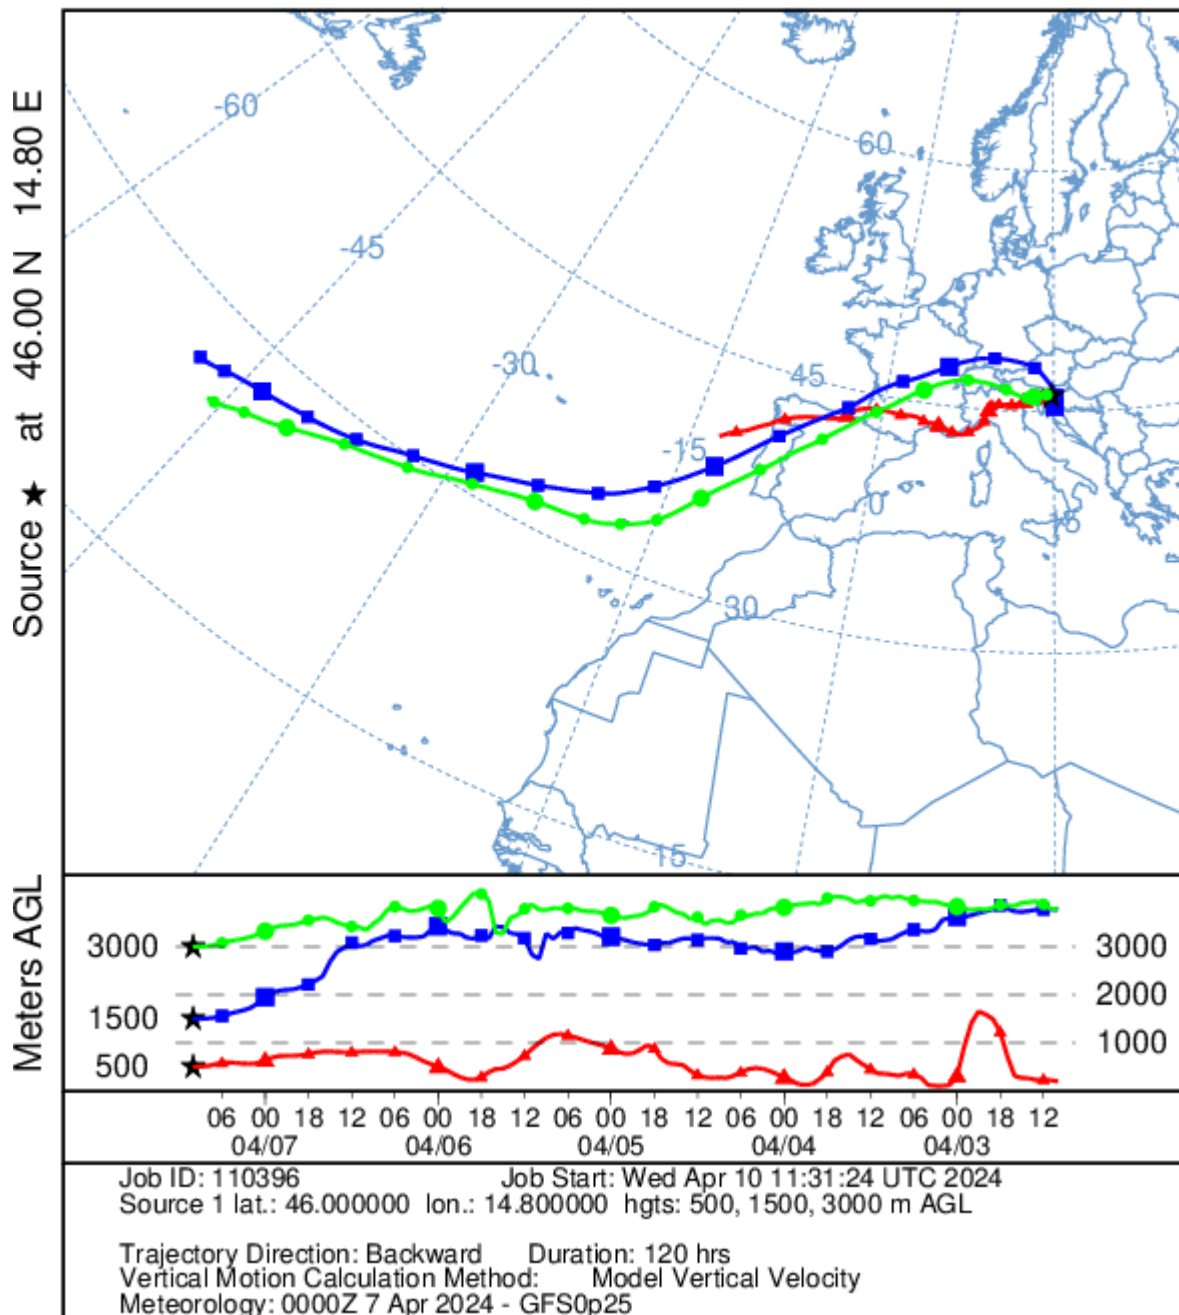 Source ★ at 46.00 N 14.80 E
-60
-45
-30
-15
60
45
0
15
30
15
Meters AGL
3000 3000
2000
1500
1000
500
06 00 18 12 06 00 18 12 06 00 18 12 06 00 18 12 06 00 18 12
04/07 04/06 04/05 04/04 04/03
Job ID: 110396 Job Start: Wed Apr 10 11:31:24 UTC 2024
Source 1 lat.: 46.000000 lon.: 14.800000 hgts: 500, 1500, 3000 m AGL
Trajectory Direction: Backward Duration: 120 hrs
Vertical Motion Calculation Method: Model Vertical Velocity
Meteorology: 0000Z 7 Apr 2024 - GFS0p25